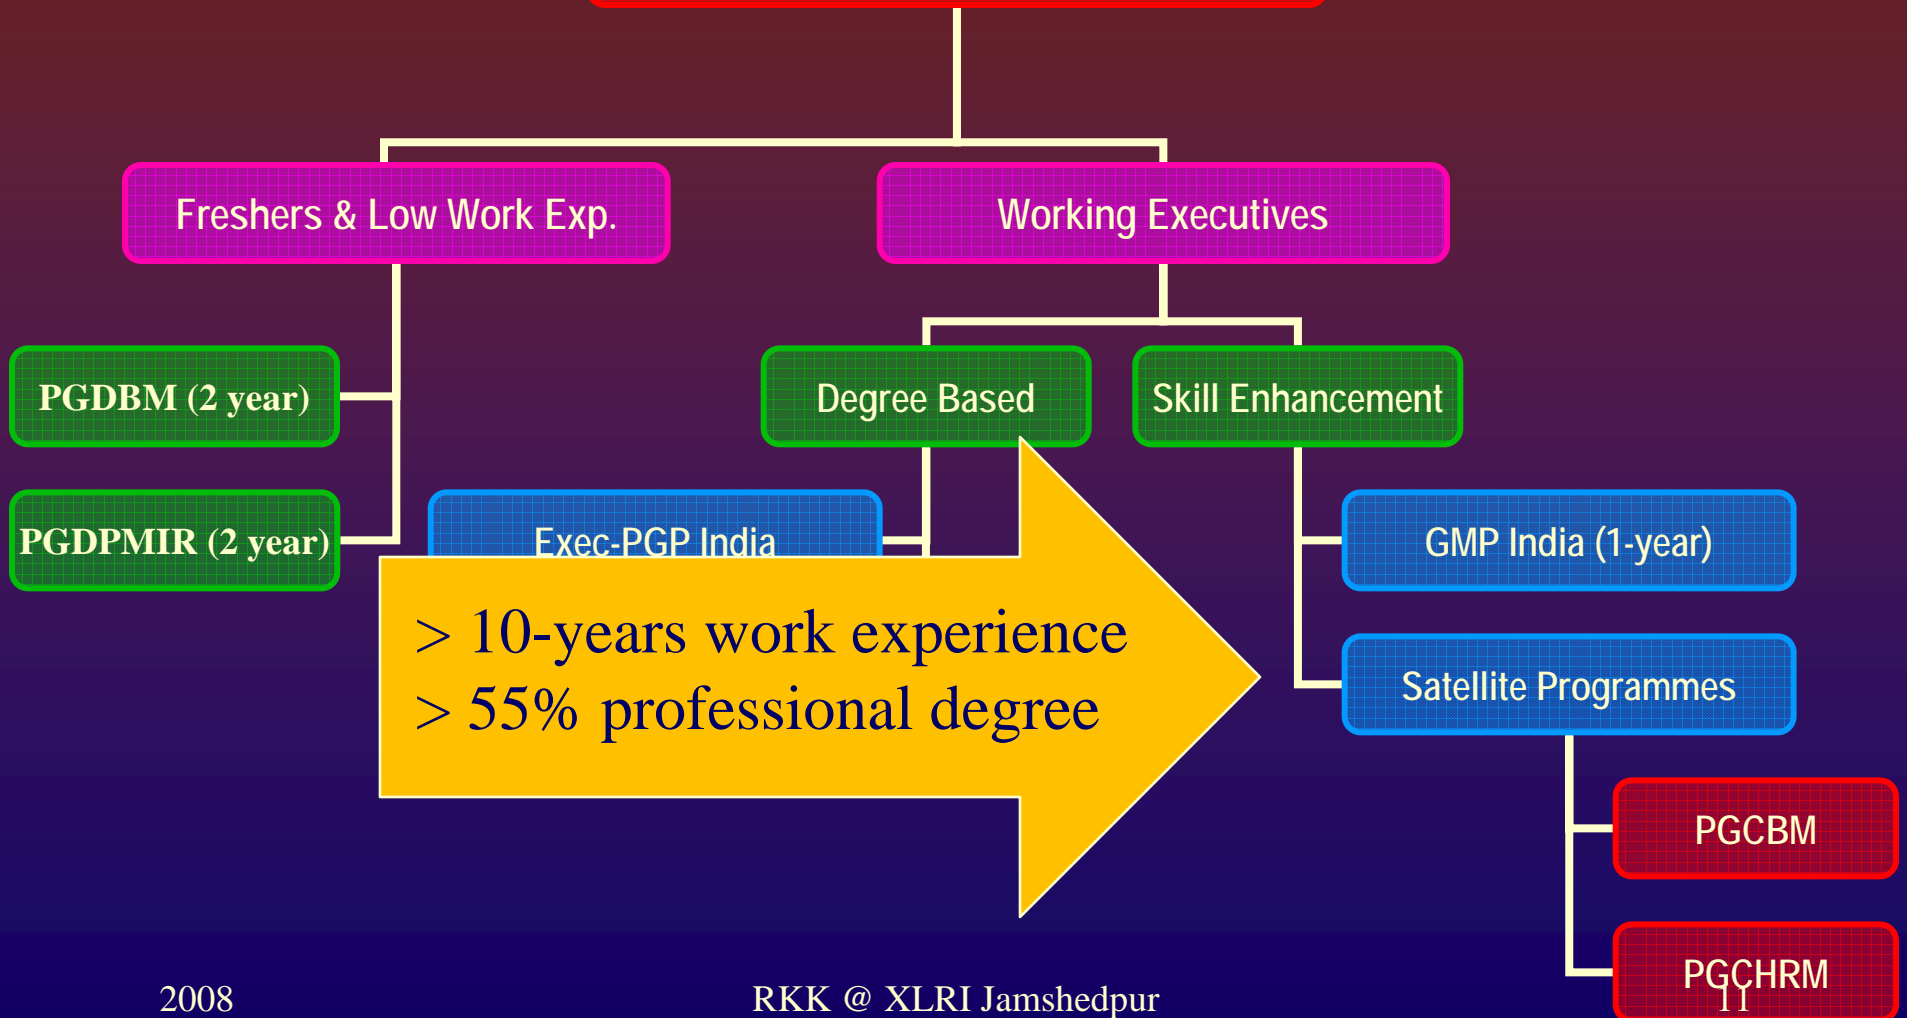 Freshers & Low Work Exp.
Working Executives
PGDBM (2 year)
Degree Based
Skill Enhancement
PGDPMIR (2 year)
Exec-PGP India
GMP India (1-year)
> 10-years work experience
> 55% professional degree
Satellite Programmes
PGCBM
PGCHRM
2008
RKK @ XLRI Jamshedpur
11